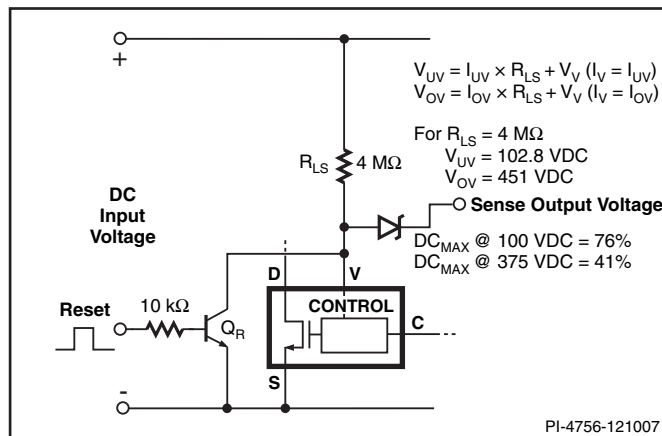 +
V_UV = I_UV × R_LS + V_V (I_V = I_UV)
V_OV = I_OV × R_LS + V_V (I_V = I_OV)
For R_LS = 4 MΩ
V_UV = 102.8 VDC
V_OV = 451 VDC
R_LS 4 MΩ
DC
Input
Voltage
Sense Output Voltage
DC_MAX @ 100 VDC = 76%
DC_MAX @ 375 VDC = 41%
D V
CONTROL
Reset
10 kΩ
Q_R
C
S
-
PI-4756-121007